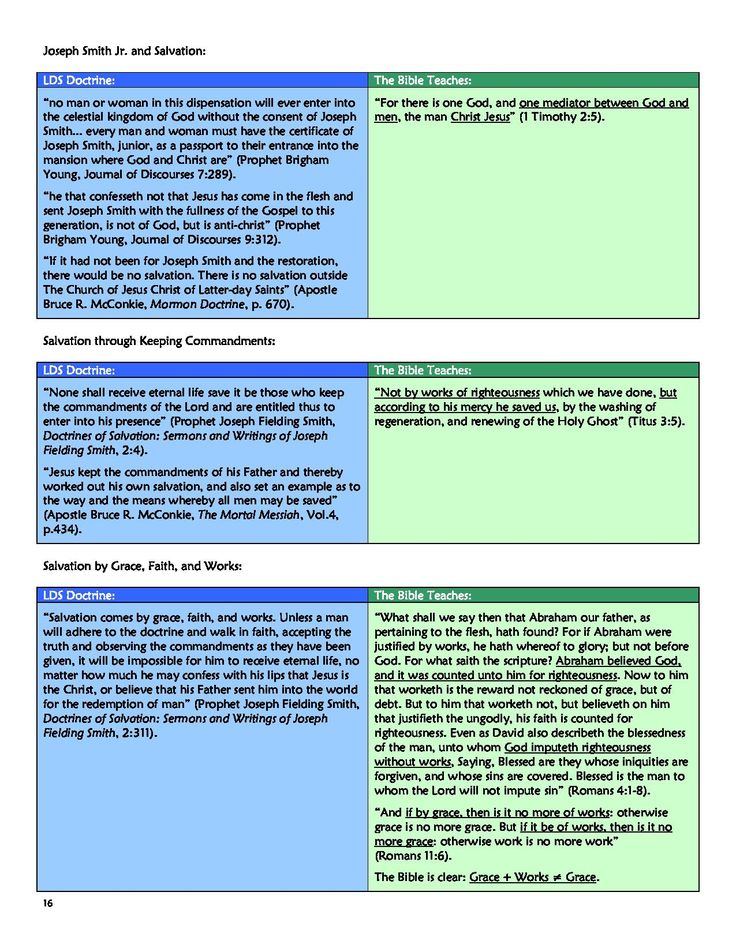 Joseph Smith Jr. and Salvation:
LDS Doctrine:
“no man or woman in this dispensation will ever enter into
the celestial kingdom of God without the consent of Joseph
Smith... every man and woman must have the certificate of
Joseph Smith, junior, as a passport to their entrance into the
mansion where God and Christ are” (Prophet Brigham
Young, Journal of Discourses 7:289).
“he that confesseth not that Jesus has come in the flesh and
sent Joseph Smith with the fullness of the Gospel to this
generation, is not of God, but is anti-christ” (Prophet
Brigham Young, Journal of Discourses 9:312).
“If it had not been for Joseph Smith and the restoration,
there would be no salvation. There is no salvation outside
The Church of Jesus Christ of Latter-day Saints” (Apostle
Bruce R. McConkie, Mormon Doctrine, p. 670).
The Bible Teaches:
“For there is one God, and one mediator between God and
men, the man Christ Jesus” (1 Timothy 2:5).
Salvation through Keeping Commandments:
LDS Doctrine:
“None shall receive eternal life save it be those who keep
the commandments of the Lord and are entitled thus to
enter into his presence” (Prophet Joseph Fielding Smith,
Doctrines of Salvation: Sermons and Writings of Joseph
Fielding Smith, 2:4).
“Jesus kept the commandments of his Father and thereby
worked out his own salvation, and also set an example as to
the way and the means whereby all men may be saved”
(Apostle Bruce R. McConkie, The Mortal Messiah, Vol.4,
p.434).
The Bible Teaches:
“Not by works of righteousness which we have done, but
according to his mercy he saved us, by the washing of
regeneration, and renewing of the Holy Ghost” (Titus 3:5).
Salvation by Grace, Faith, and Works:
LDS Doctrine:
“Salvation comes by grace, faith, and works. Unless a man
will adhere to the doctrine and walk in faith, accepting the
truth and observing the commandments as they have been
given, it will be impossible for him to receive eternal life, no
matter how much he may confess with his lips that Jesus is
the Christ, or believe that his Father sent him into the world
for the redemption of man” (Prophet Joseph Fielding Smith,
Doctrines of Salvation: Sermons and Writings of Joseph
Fielding Smith, 2:311).
The Bible Teaches:
“What shall we say then that Abraham our father, as
pertaining to the flesh, hath found? For if Abraham were
justified by works, he hath whereof to glory; but not before
God. For what saith the scripture? Abraham believed God,
and it was counted unto him for righteousness. Now to him
that worketh is the reward not reckoned of grace, but of
debt. But to him that worketh not, but believeth on him
that justifieth the ungodly, his faith is counted for
righteousness. Even as David also describeth the blessedness
of the man, unto whom God imputeth righteousness
without works, Saying, Blessed are they whose iniquities are
forgiven, and whose sins are covered. Blessed is the man to
whom the Lord will not impute sin” (Romans 4:1-8).
“And if by grace, then is it no more of works: otherwise
grace is no more grace. But if it be of works, then is it no
more grace: otherwise work is no more work”
(Romans 11:6).
The Bible is clear: Grace + Works ≠ Grace.
16